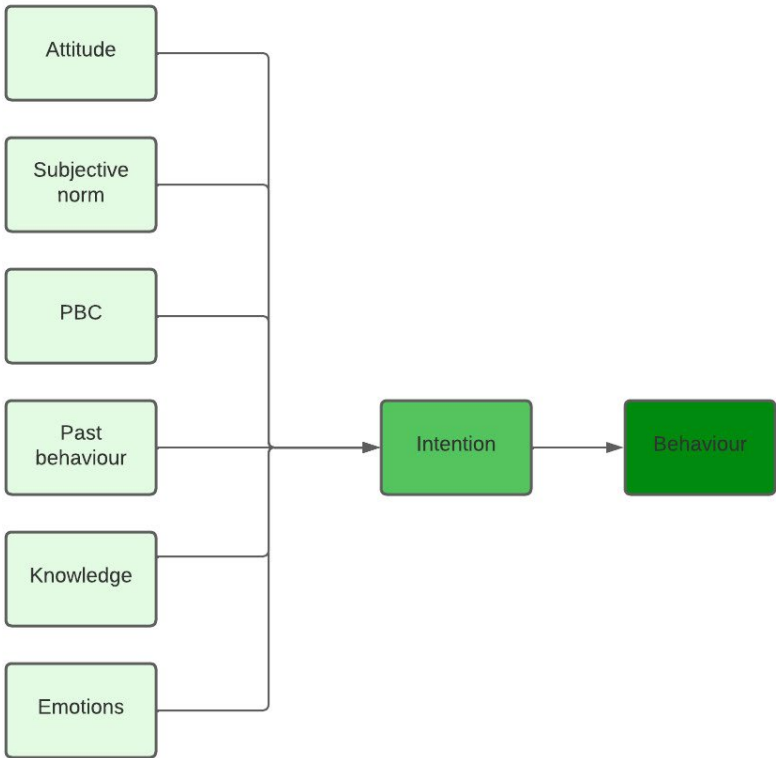 Attitude
Subjective
norm
PBC
Past
behaviour
Intention
Behaviour
Knowledge
Emotions